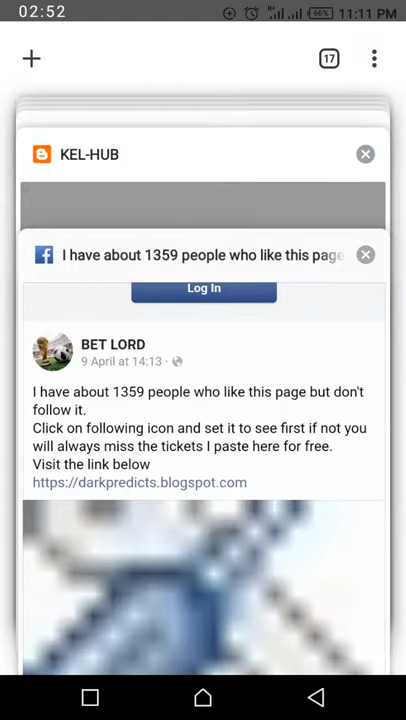 02:52
66%
11:11 PM
17
KEL-HUB
I have about 1359 people who like this page
Log In
BET LORD
9 April at 14:13
I have about 1359 people who like this page but don't
follow it.
Click on following icon and set it to see first if not you
will always miss the tickets I paste here for free.
Visit the link below
https://darkpredicts.blogspot.com